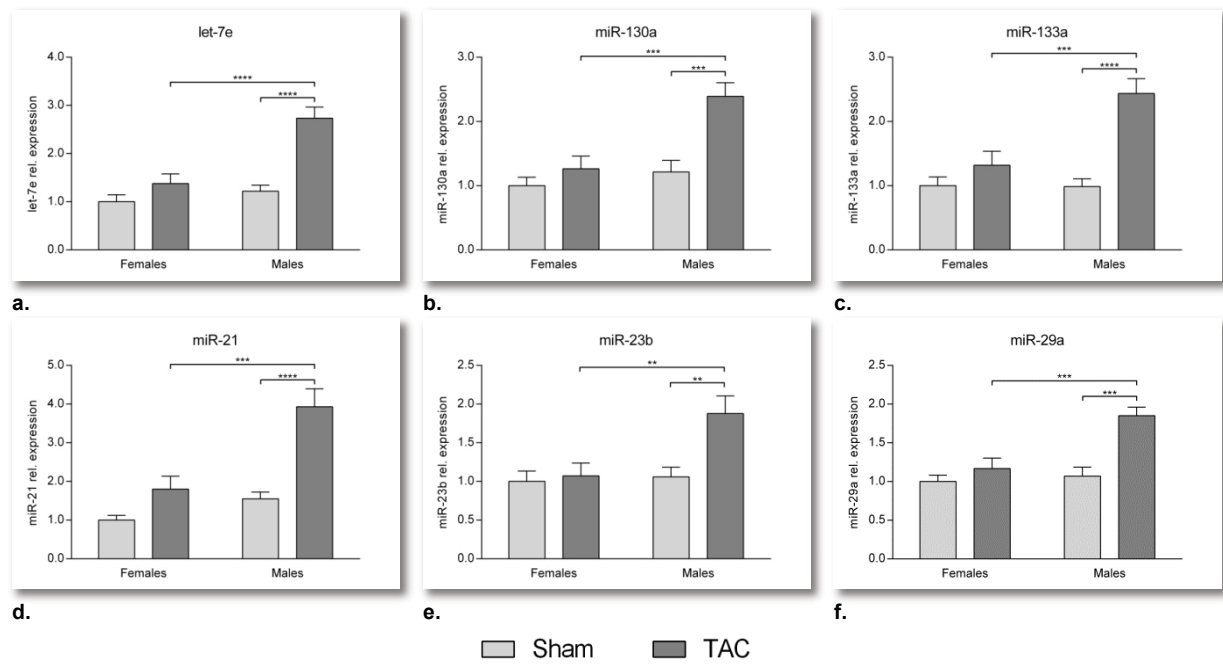 let-7e
let-7e rel. expression
4.0
3.0
2.0
1.0
0.0
****
****
Females
Males
a.
miR-130a
miR-130a rel. expression
3.0
2.0
1.0
0.0
***
***
Females
Males
b.
miR-133a
miR-133a rel. expression
3.0
2.0
1.0
0.0
***
****
Females
Males
c.
miR-21
miR-21 rel. expression
5.0
4.0
3.0
2.0
1.0
0.0
***
****
Females
Males
d.
miR-23b
miR-23b rel. expression
2.5
2.0
1.5
1.0
0.5
0.0
**
**
Females
Males
e.
miR-29a
miR-29a rel. expression
2.5
2.0
1.5
1.0
0.5
0.0
***
***
Females
Males
f.
Sham
TAC